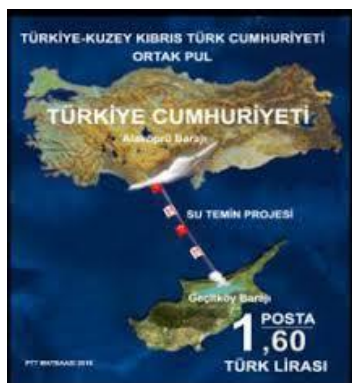 TÜRKİYE-KUZEY KIBRIS TÜRK CUMHURİYETİ
ORTAK PUL
TÜRKİYE CUMHURİYETİ
Alaköprü Barajı
SU TEMİN PROJESİ
Geçitköy Barajı
1,60
POSTA
TÜRK LİRASI
PTT MATBAASI